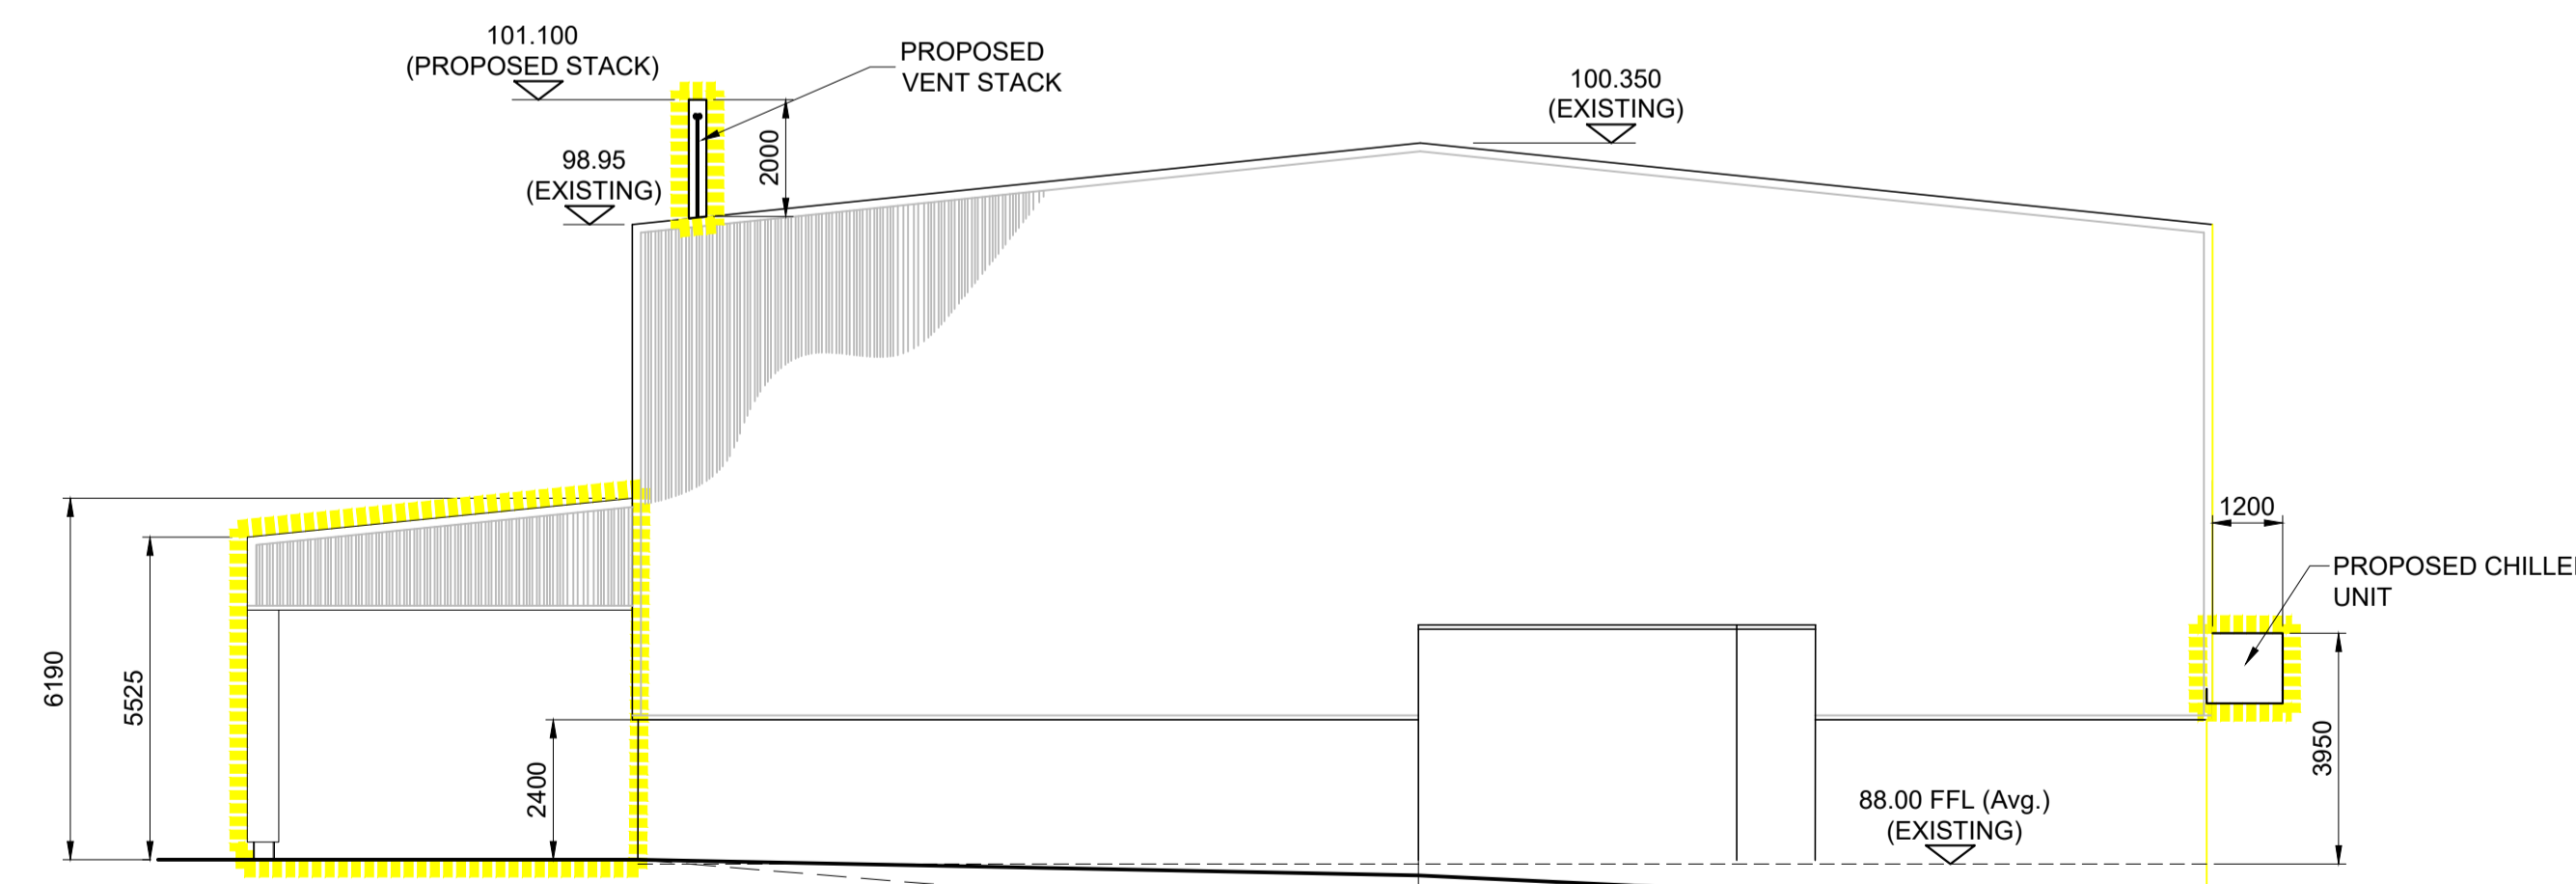 101.100
(PROPOSED STACK)
PROPOSED
VENT STACK
100.350
(EXISTING)
98.95
(EXISTING)
2000
1200
PROPOSED CHILLE
UNIT
6190
5525
2400
3950
88.00 FFL (Avg.)
(EXISTING)